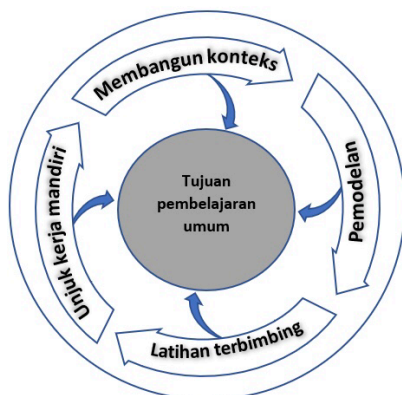 Membangun konteks
Pemodelan
Latihan terbimbing
Unjuk kerja mandiri
Tujuan
pembelajaran
umum